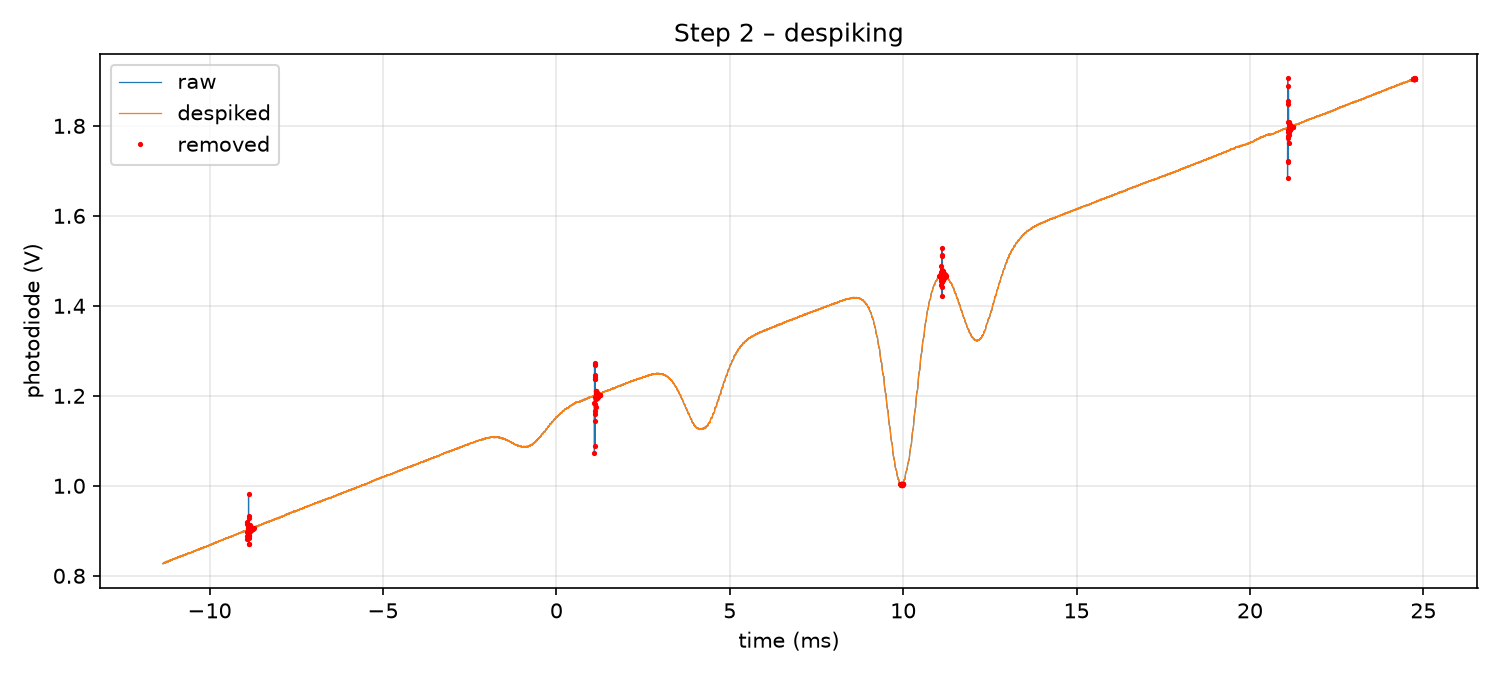 Step 2 – despiking
raw
despiked
removed
photodiode (V)
1.8
1.6
1.4
1.2
1.0
0.8
−10
−5
0
5
10
15
20
25
time (ms)